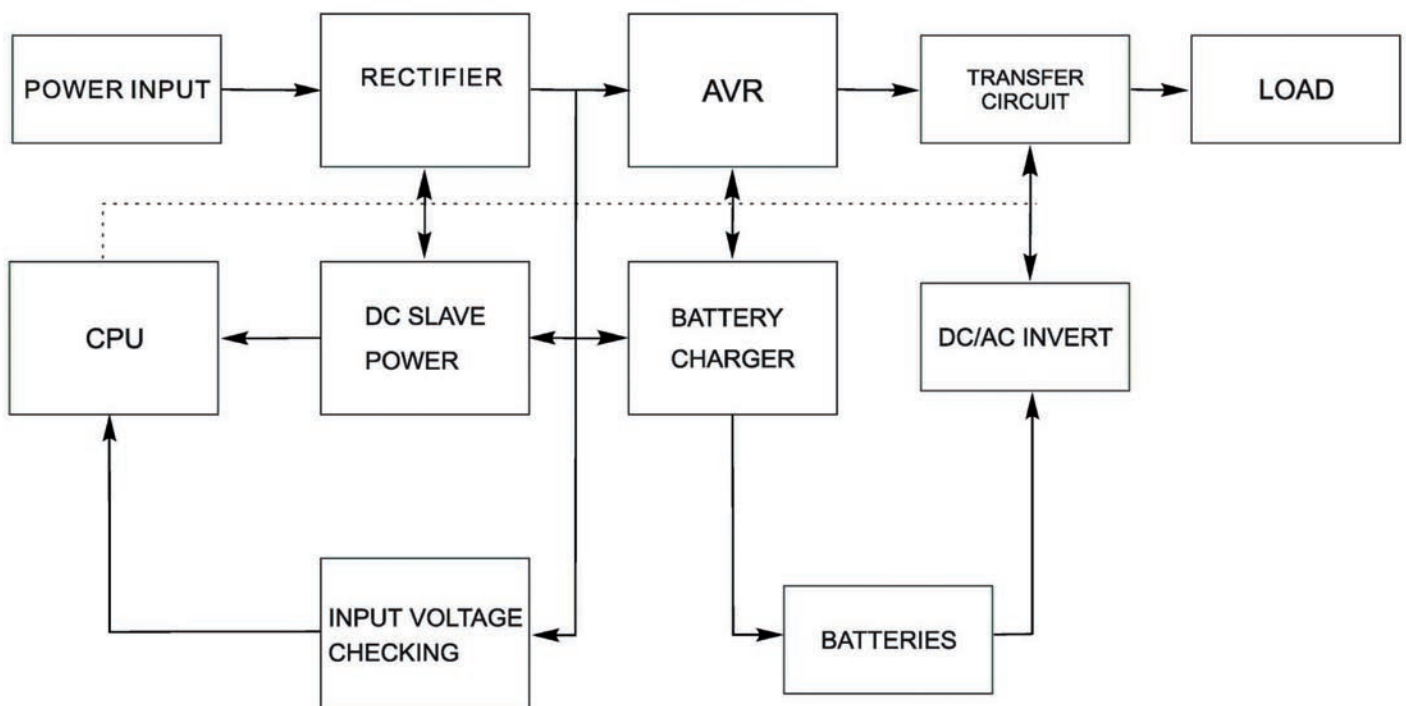 POWER INPUT
RECTIFIER
AVR
TRANSFER
CIRCUIT
LOAD
CPU
DC SLAVE
POWER
BATTERY
CHARGER
DC/AC INVERT
INPUT VOLTAGE
CHECKING
BATTERIES